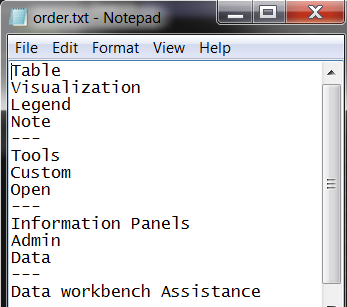 order.txt - Notepad
File Edit Format View Help
Table
Visualization
Legend
Note
---
Tools
Custom
Open
---
Information Panels
Admin
Data
---
Data workbench Assistance